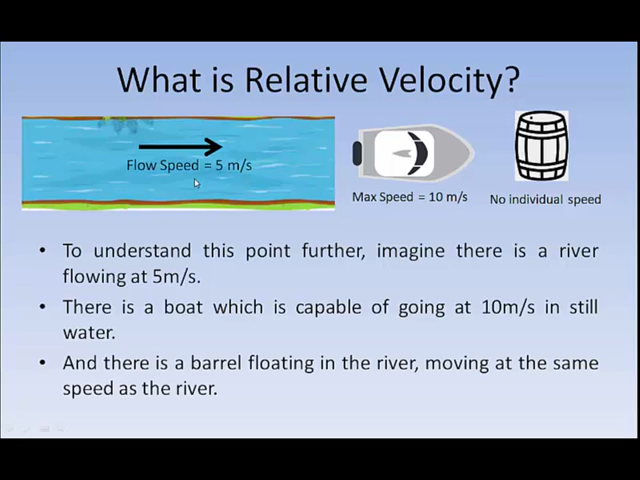 What is Relative Velocity?
Flow Speed = 5 m/s
Max Speed = 10 m/s
No individual speed
• To understand this point further, imagine there is a river
flowing at 5m/s.
• There is a boat which is capable of going at 10m/s in still
water.
• And there is a barrel floating in the river, moving at the same
speed as the river.